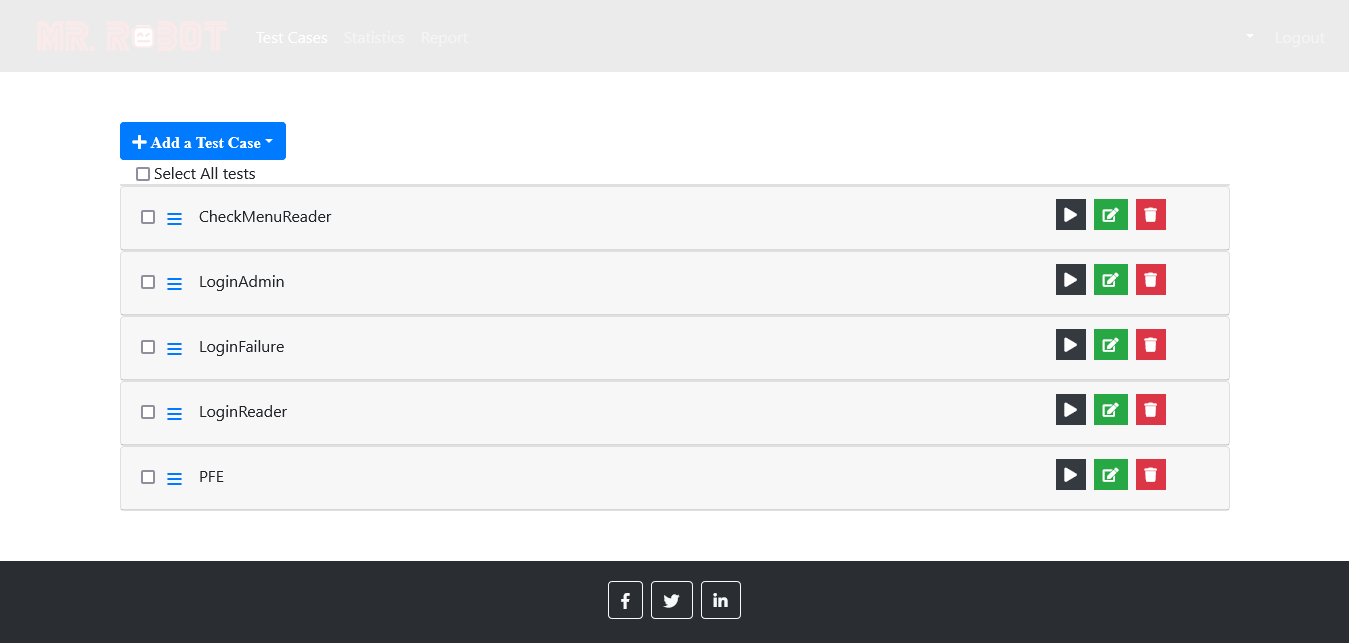 MR. ROBOT Test Cases Statistics Report Logout
Add a Test Case
Select All tests
CheckMenuReader
LoginAdmin
LoginFailure
LoginReader
PFE